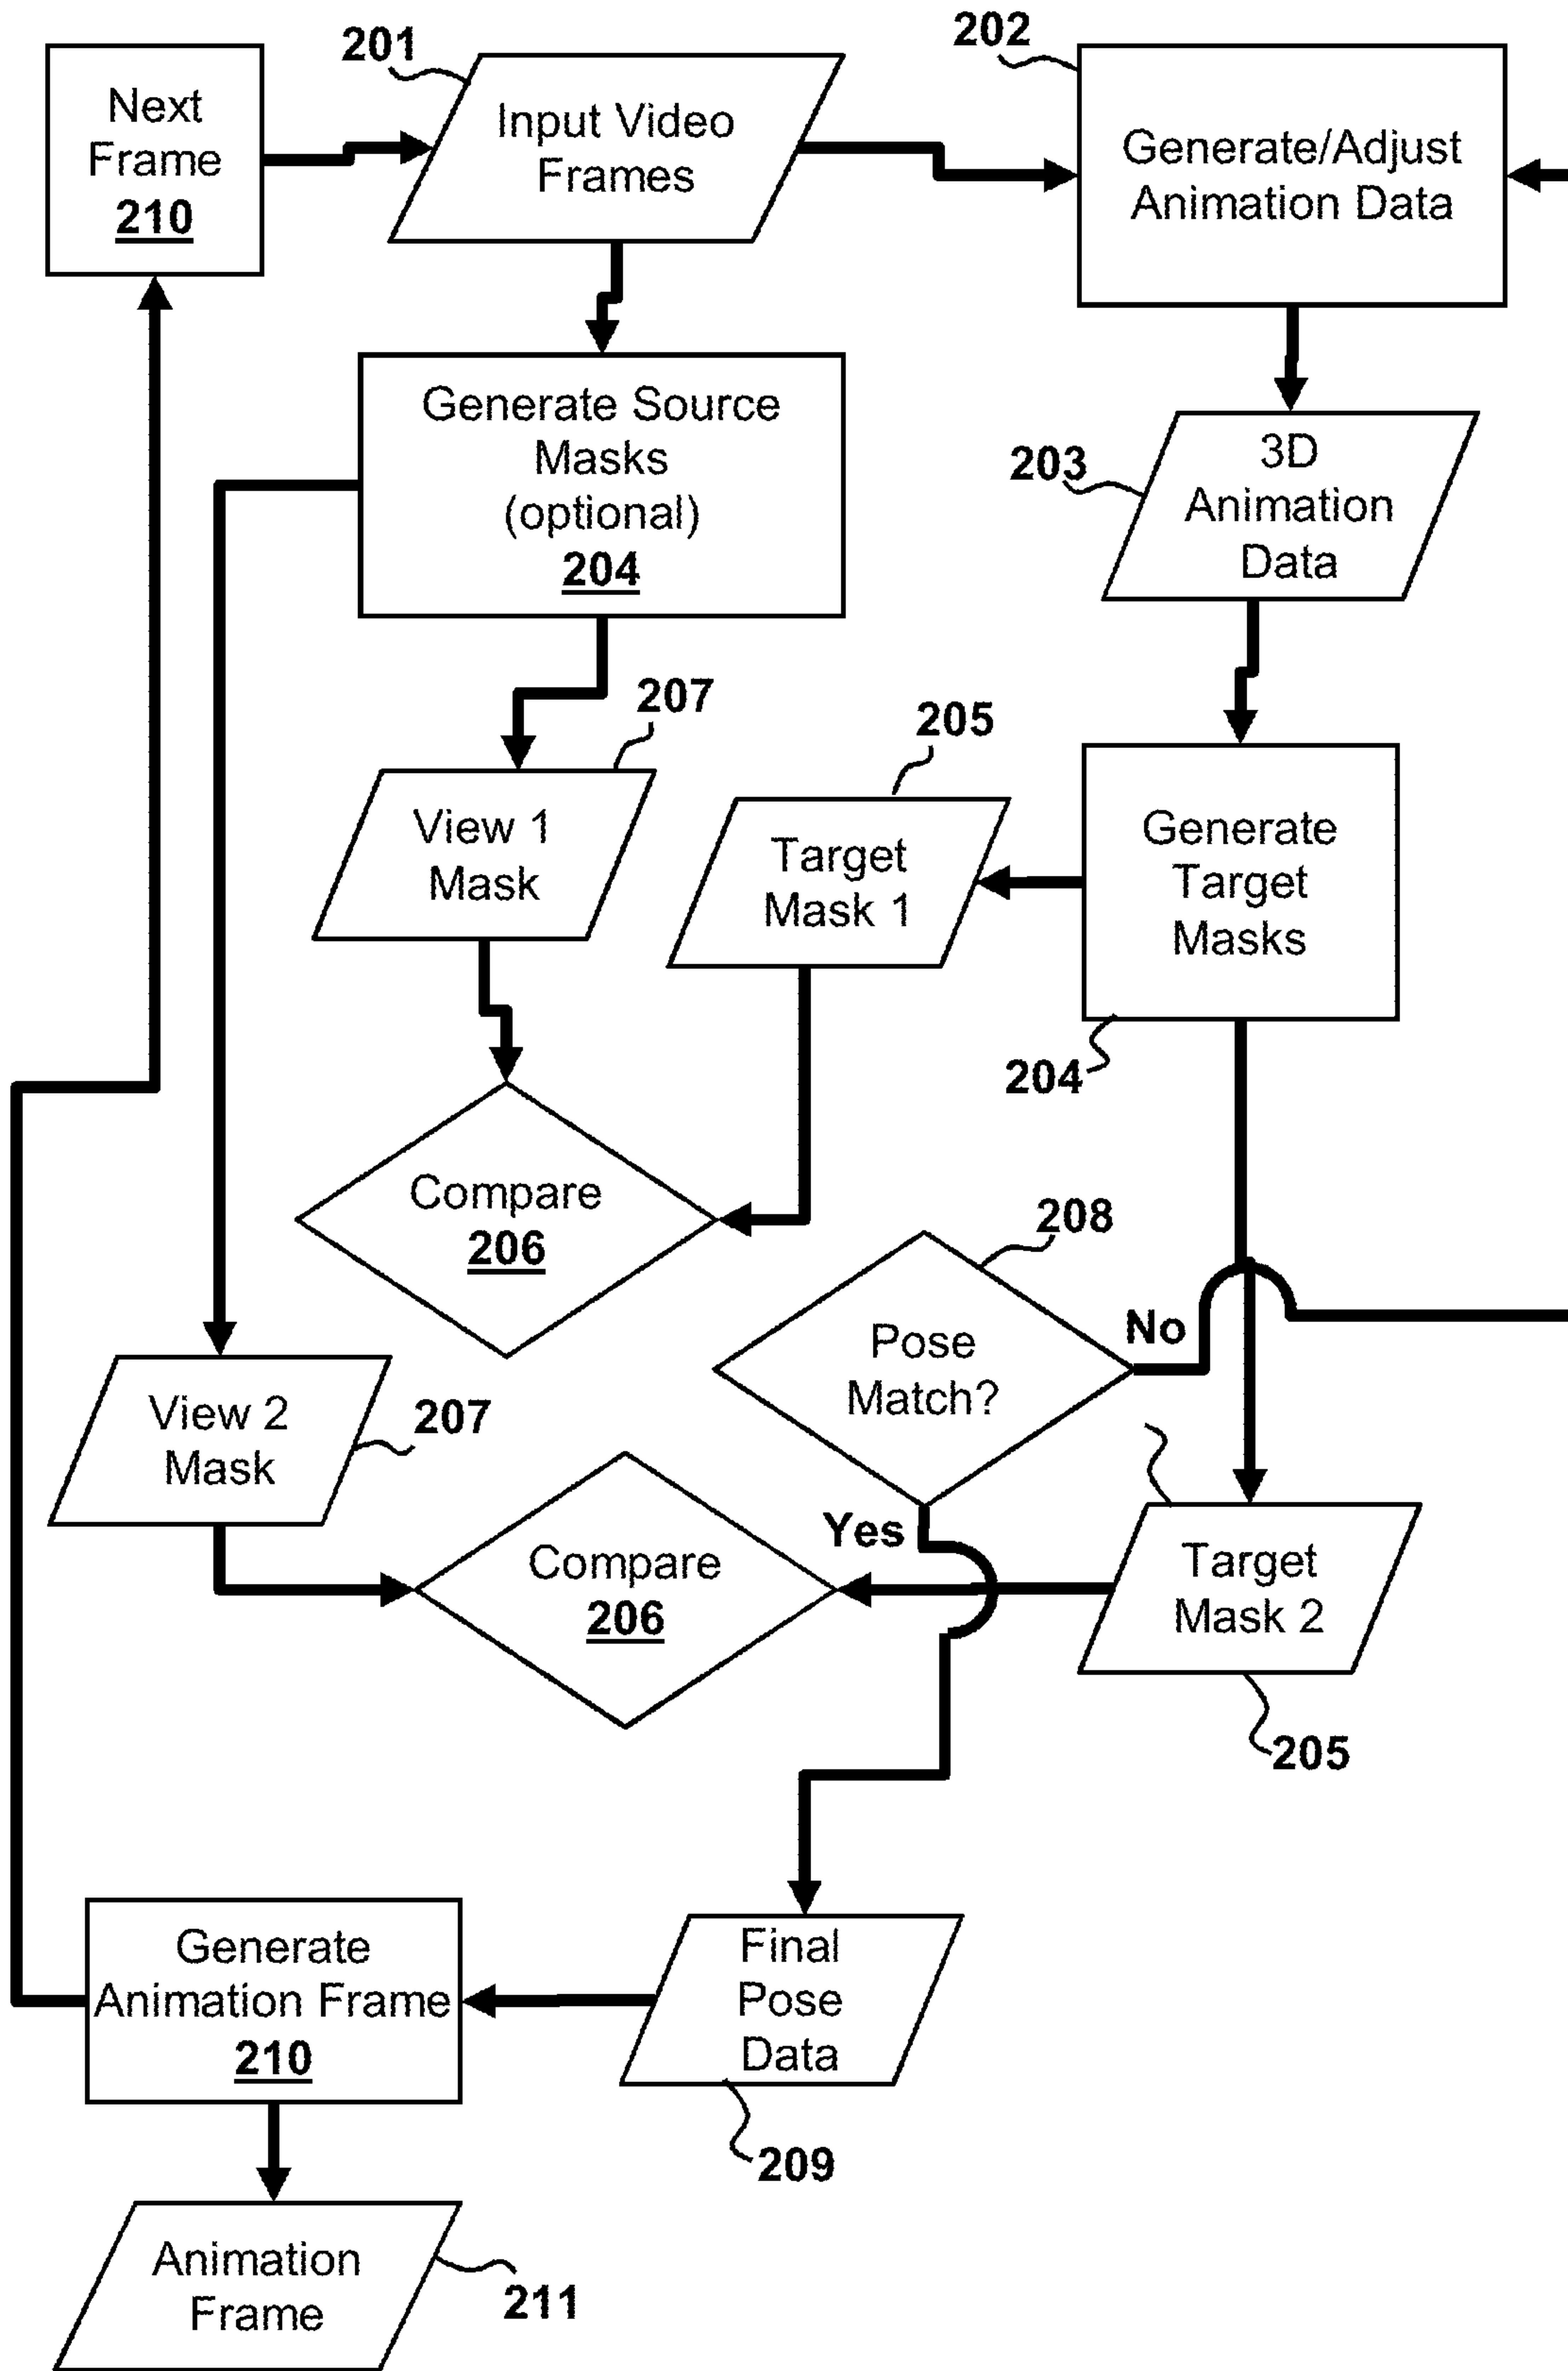 201
202
Next
Frame
210
Input Video
Frames
Generate/Adjust
Animation Data
Generate Source
Masks
(optional)
204
203
3D
Animation
Data
207
205
View 1
Mask
Target
Mask 1
Generate
Target
Masks
204
Compare
206
208
No
Pose
Match?
View 2
Mask
207
Yes
Compare
206
Target
Mask 2
205
Generate
Animation Frame
210
Final
Pose
Data
209
Animation
Frame
211